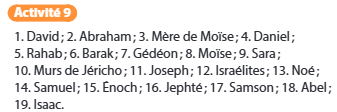 Activité 9
1. David ; 2. Abraham ; 3. Mère de Moïse ; 4. Daniel ;
5. Rahab ; 6. Barak ; 7. Gédéon ; 8. Moïse ; 9. Sara ;
10. Murs de Jéricho ; 11. Joseph ; 12. Israélites ; 13. Noé ;
14. Samuel ; 15. Énoch ; 16. Jephté ; 17. Samson ; 18. Abel ;
19. Isaac.